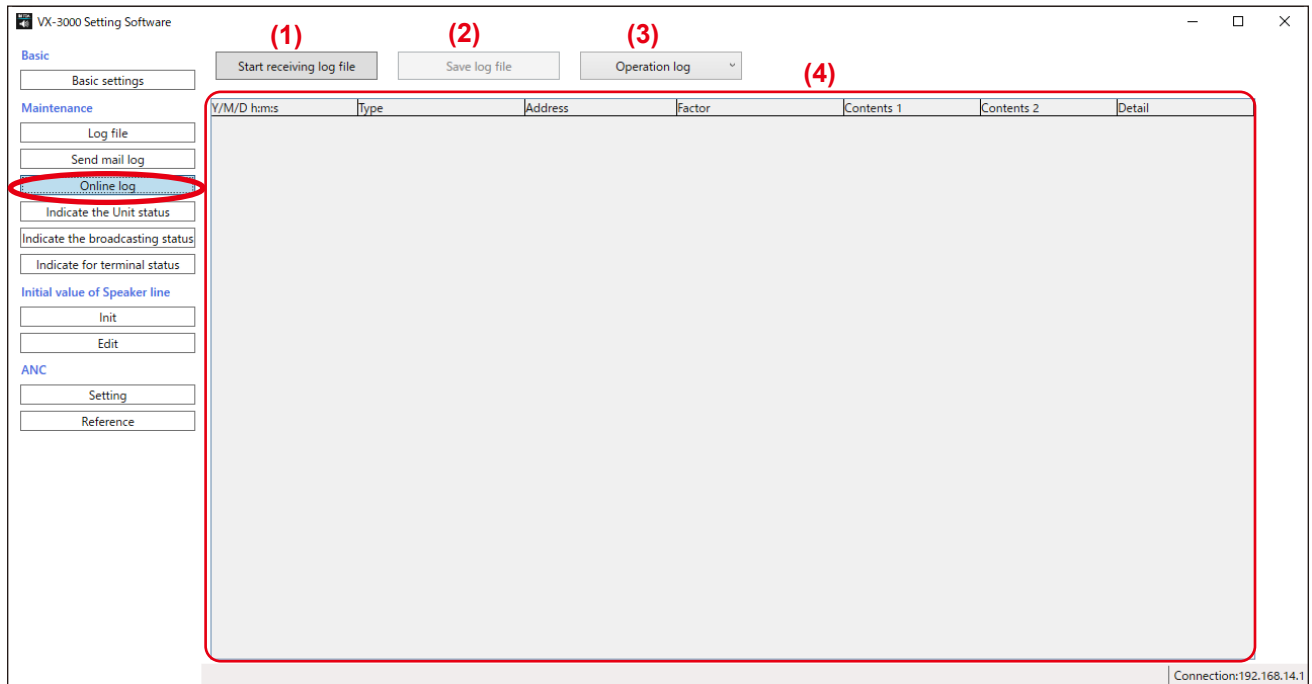 VX-3000 Setting Software
(1)
(2)
(3)
(4)
Basic
Basic settings
Start receiving log file
Save log file
Operation log
Maintenance
Log file
Send mail log
Online log
Indicate the Unit status
Indicate the broadcasting status
Indicate for terminal status
Initial value of Speaker line
Init
Edit
ANC
Setting
Reference
Y/M/D h:m:s Type Address Factor Contents 1 Contents 2 Detail
Connection:192.168.14.1